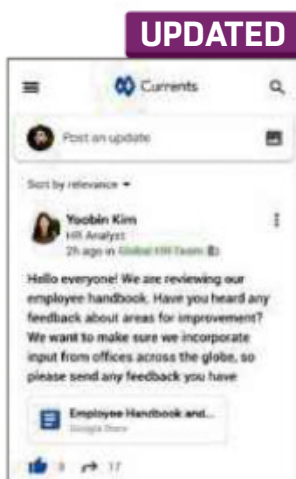 UPDATED
Currents
Post an update
Sort by relevance
Yoobin Kim
HR Analyst
2h ago in Global HR Team
Hello everyone! We are reviewing our
employee handbook. Have you heard any
feedback about areas for improvement?
We want to make sure we incorporate
input from offices across the globe, so
please send any feedback you have
Employee Handbook and...
Google Docs
17